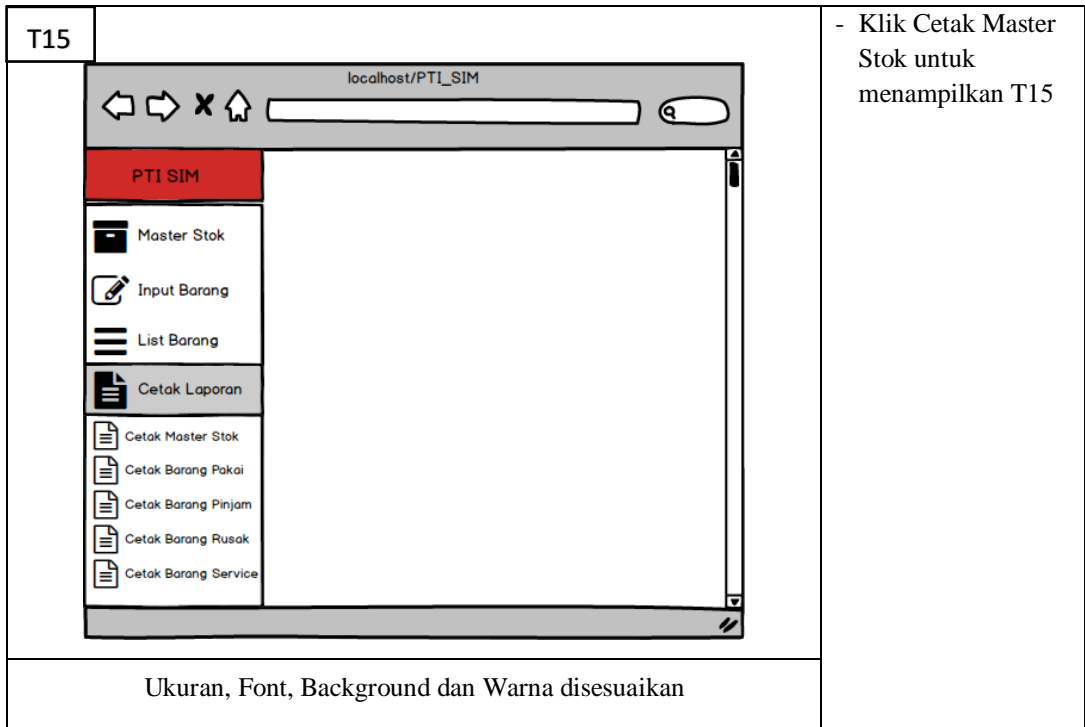 T15
localhost/PTI_SIM
PTI SIM
Master Stok
Input Barang
List Barang
Cetak Laporan
Cetak Master Stok
Cetak Barang Pakai
Cetak Barang Pinjam
Cetak Barang Rusak
Cetak Barang Service
Ukuran, Font, Background dan Warna disesuaikan
- Klik Cetak Master
Stok untuk
menampilkan T15